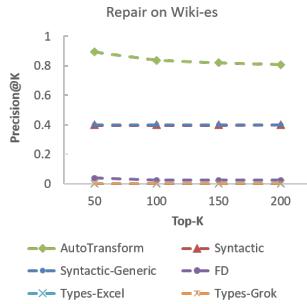 Repair on Wiki-es
1
0.8
0.6
0.4
0.2
0
Precision@K
50 100 150 200
Top-K
AutoTransform Syntactic
Syntactic-Generic FD
Types-Excel Types-Grok